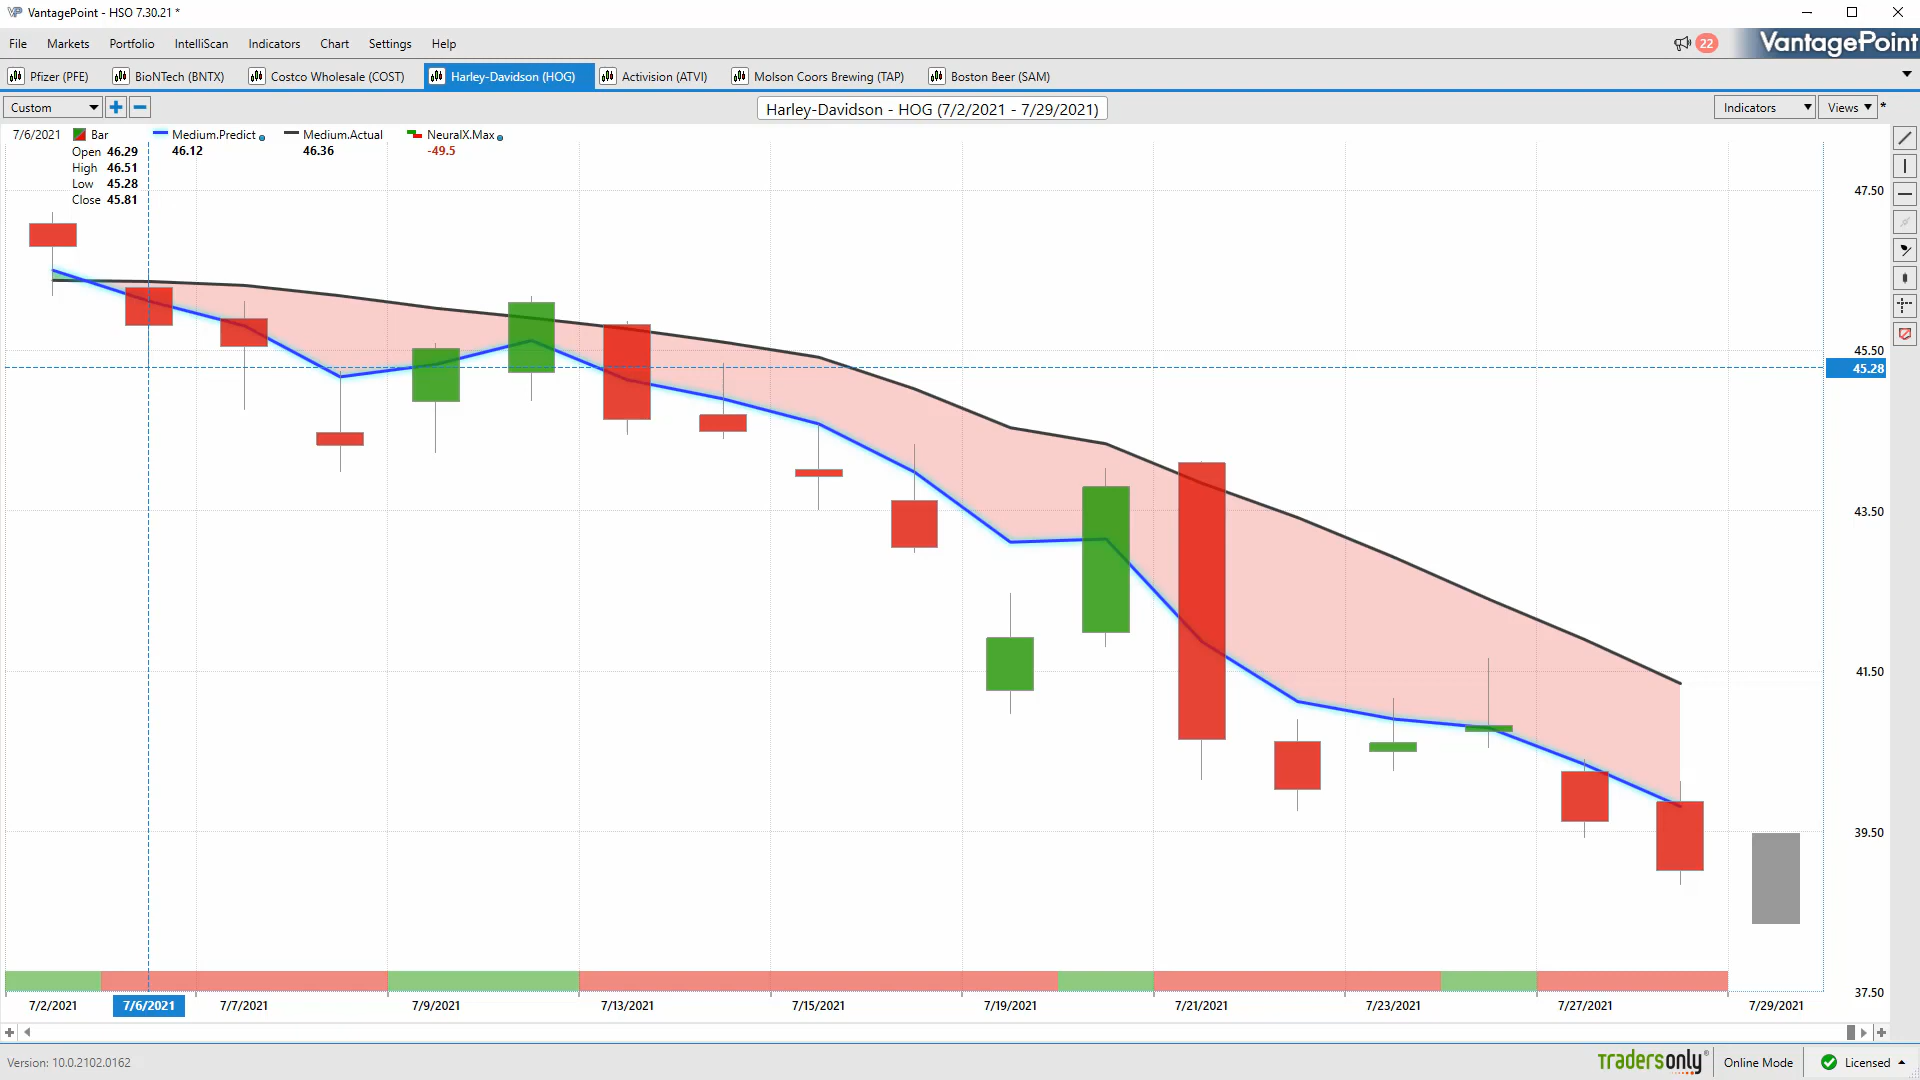 VP VantagePoint - HSO 7.30.21 *
File Markets Portfolio IntelliScan Indicators Chart Settings Help
22 VantagePoint
Pfizer (PFE) BioNTech (BNTX) Costco Wholesale (COST) Harley-Davidson (HOG) Activision (ATVI) Molson Coors Brewing (TAP) Boston Beer (SAM)
Custom Harley-Davidson - HOG (7/2/2021 - 7/29/2021) Indicators Views *
7/6/2021 Bar Medium.Predict Medium.Actual NeuralX.Max
Open 46.29 46.12 46.36 -49.5
High 46.51
Low 45.28
Close 45.81
47.50
45.50
45.28
43.50
41.50
39.50
37.50
7/2/2021 7/6/2021 7/7/2021 7/9/2021 7/13/2021 7/15/2021 7/19/2021 7/21/2021 7/23/2021 7/27/2021 7/29/2021
Version: 10.0.2102.0162 tradersonly® Online Mode Licensed